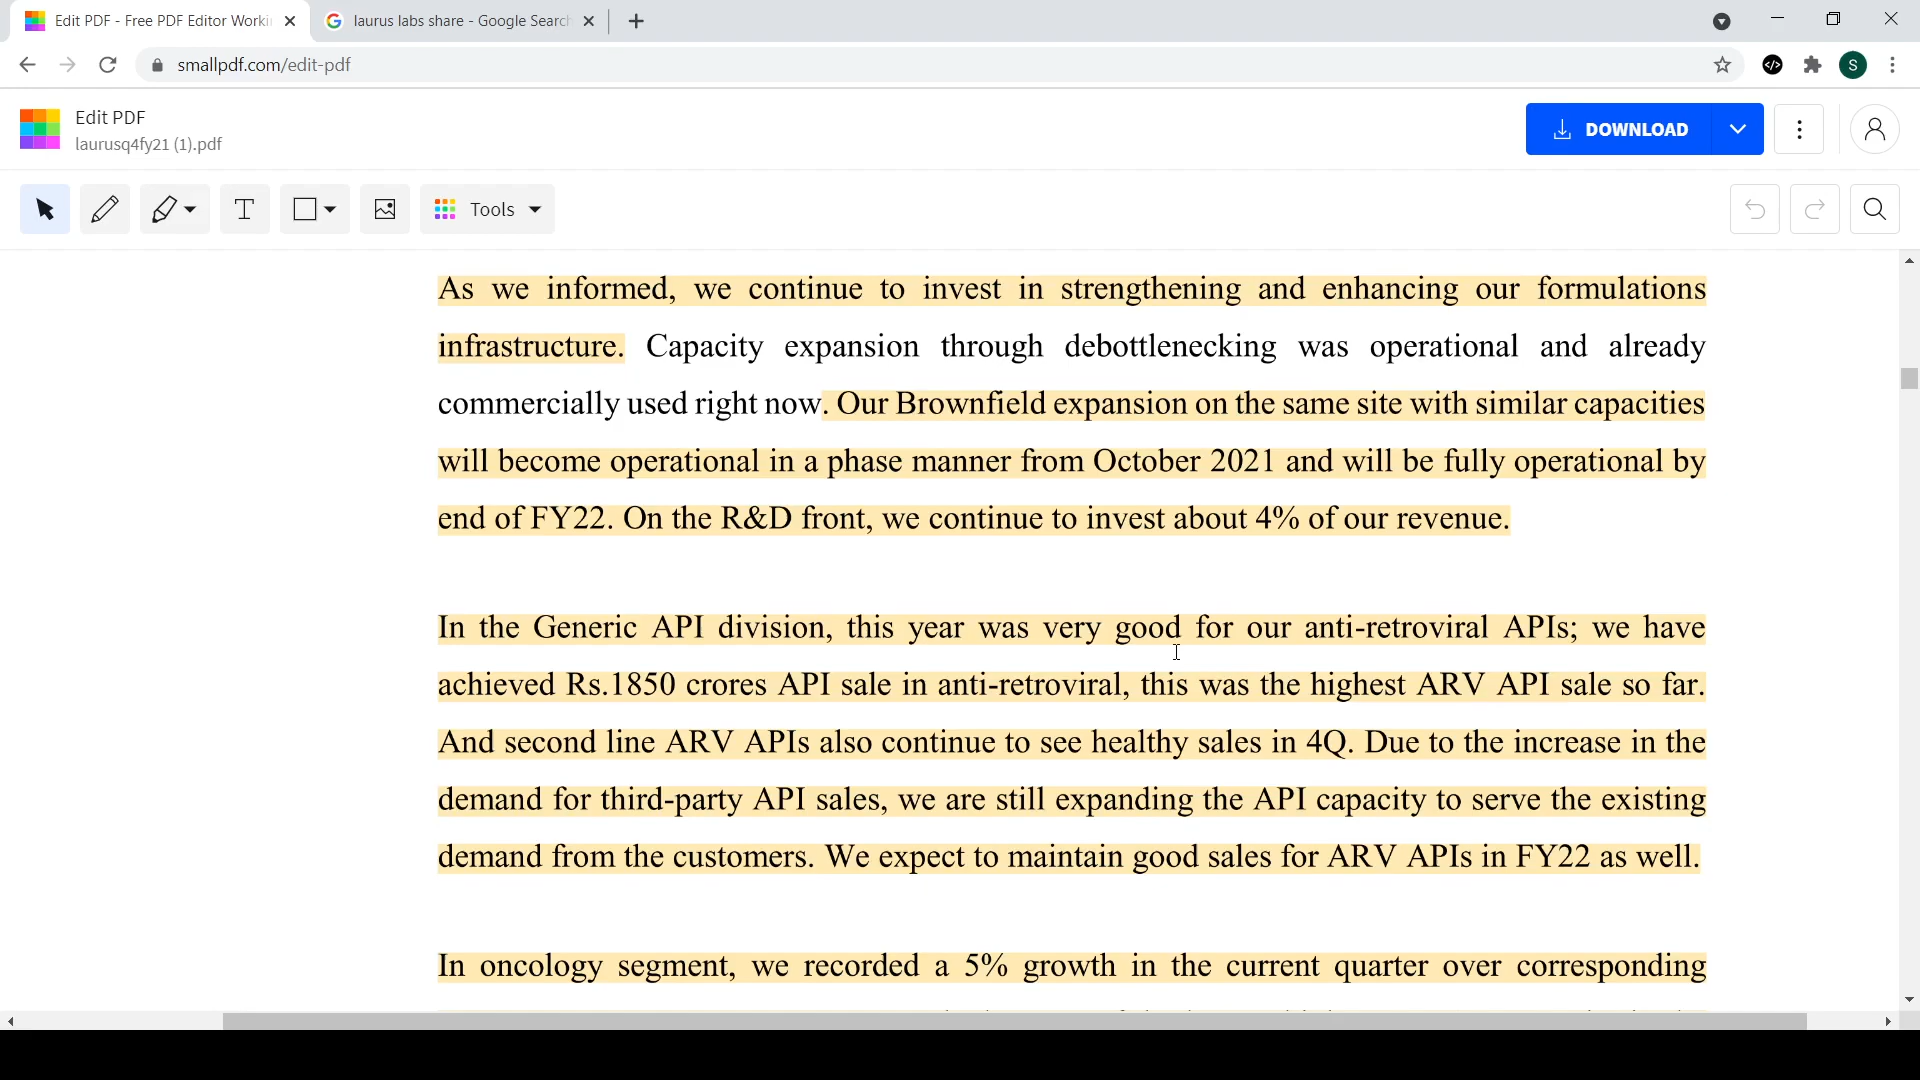 Edit PDF - Free PDF Editor Worki
laurus labs share - Google Search
smallpdf.com/edit-pdf
S
Edit PDF
laurusq4fy21 (1).pdf
DOWNLOAD
T
Tools
As we informed, we continue to invest in strengthening and enhancing our formulations
infrastructure. Capacity expansion through debottlenecking was operational and already
commercially used right now. Our Brownfield expansion on the same site with similar capacities
will become operational in a phase manner from October 2021 and will be fully operational by
end of FY22. On the R&D front, we continue to invest about 4% of our revenue.
In the Generic API division, this year was very good for our anti-retroviral APIs; we have
achieved Rs.1850 crores API sale in anti-retroviral, this was the highest ARV API sale so far.
And second line ARV APIs also continue to see healthy sales in 4Q. Due to the increase in the
demand for third-party API sales, we are still expanding the API capacity to serve the existing
demand from the customers. We expect to maintain good sales for ARV APIs in FY22 as well.
In oncology segment, we recorded a 5% growth in the current quarter over corresponding